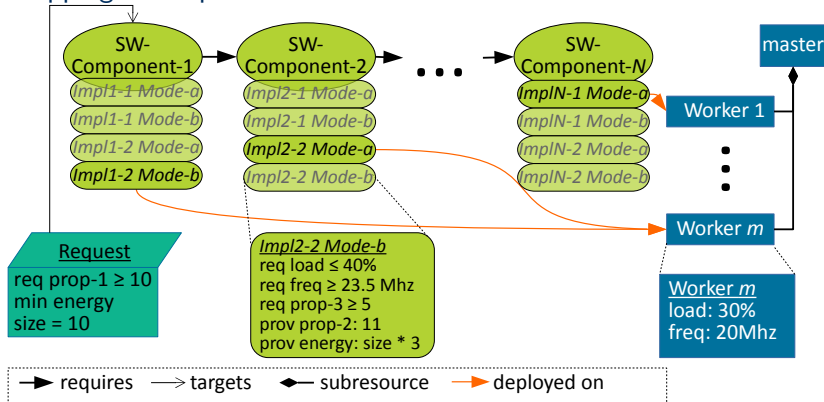 SW-
Component-1
Impl1-1 Mode-a
Impl1-1 Mode-b
Impl1-2 Mode-a
Impl1-2 Mode-b
SW-
Component-2
Impl2-1 Mode-a
Impl2-1 Mode-b
Impl2-2 Mode-a
Impl2-2 Mode-b
SW-
Component-N
ImplN-1 Mode-a
ImplN-1 Mode-b
ImplN-2 Mode-a
ImplN-2 Mode-b
master
Worker 1
Worker m
Request
req prop-1 ≥ 10
min energy
size = 10
Impl2-2 Mode-b
req load ≤ 40%
req freq ≥ 23.5 Mhz
req prop-3 ≥ 5
prov prop-2: 11
prov energy: size * 3
Worker m
load: 30%
freq: 20Mhz
requires
targets
subresource
deployed on